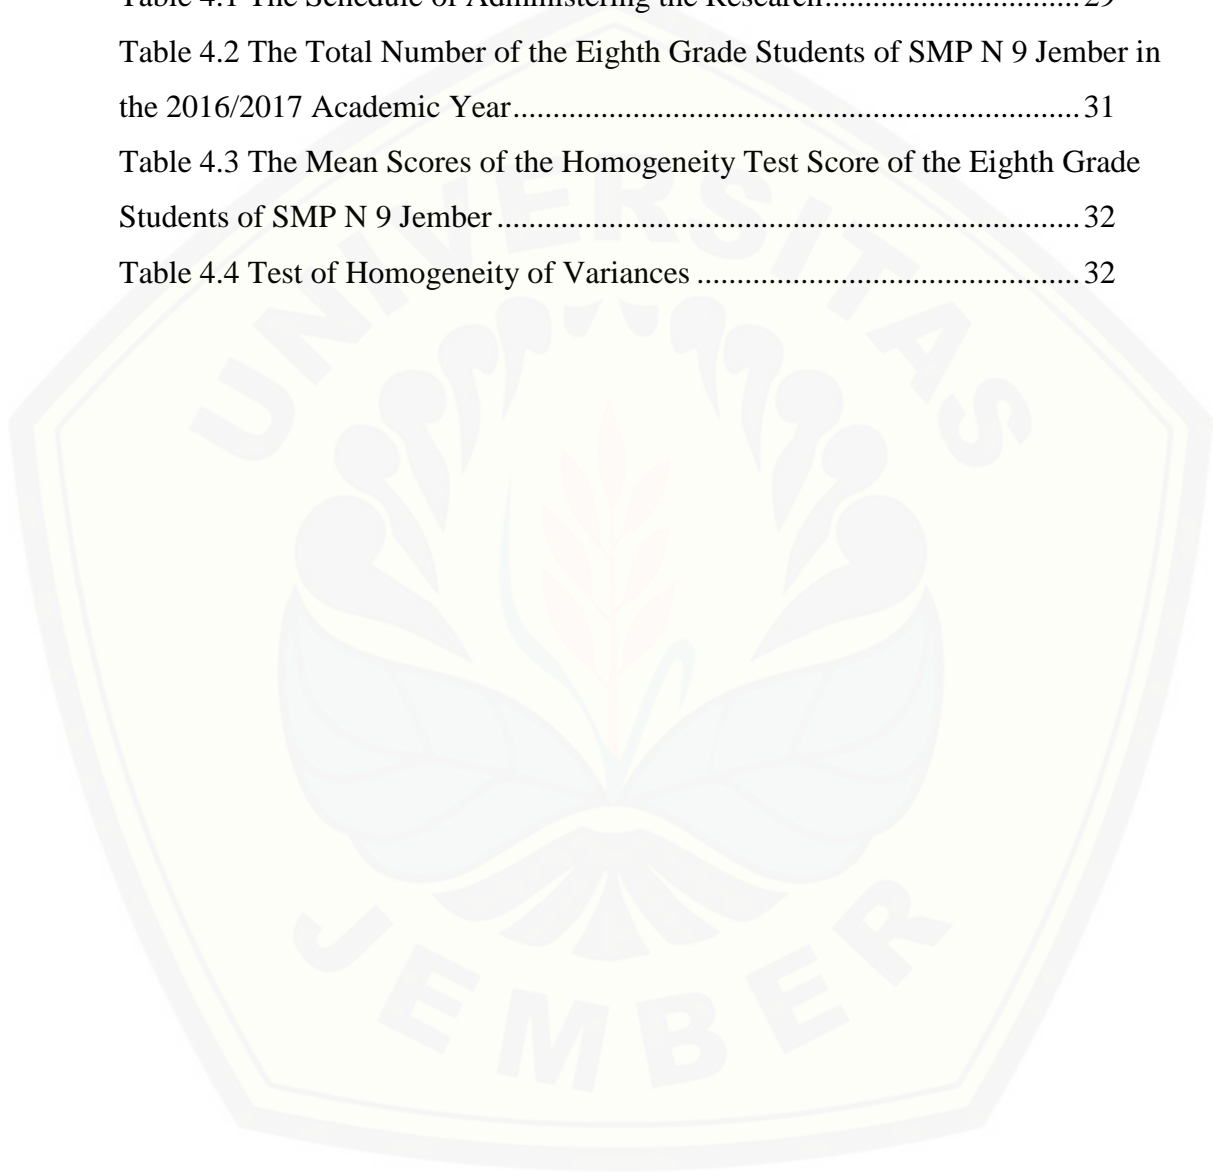 Table 4.1 The Schedule of Administering the Research................................29
Table 4.2 The Total Number of the Eighth Grade Students of SMP N 9 Jember in
the 2016/2017 Academic Year.......................................................................31
Table 4.3 The Mean Scores of the Homogeneity Test Score of the Eighth Grade
Students of SMP N 9 Jember.........................................................................32
Table 4.4 Test of Homogeneity of Variances................................................32
UNIVERSITAS
JEMBER